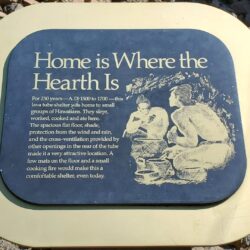 Home is Where the
Hearth Is
For 250 years—A.D. 1500 to 1700—this
lava tube shelter was home to small
groups of Hawaiians. They slept,
worked, cooked and ate here.
The spacious flat floor, shade,
protection from the wind and rain,
and the cross-ventilation provided by
other openings in the rear of the tube
made it a very attractive location. A
few mats on the floor and a small
cooking fire would make this a
comfortable shelter, even today.